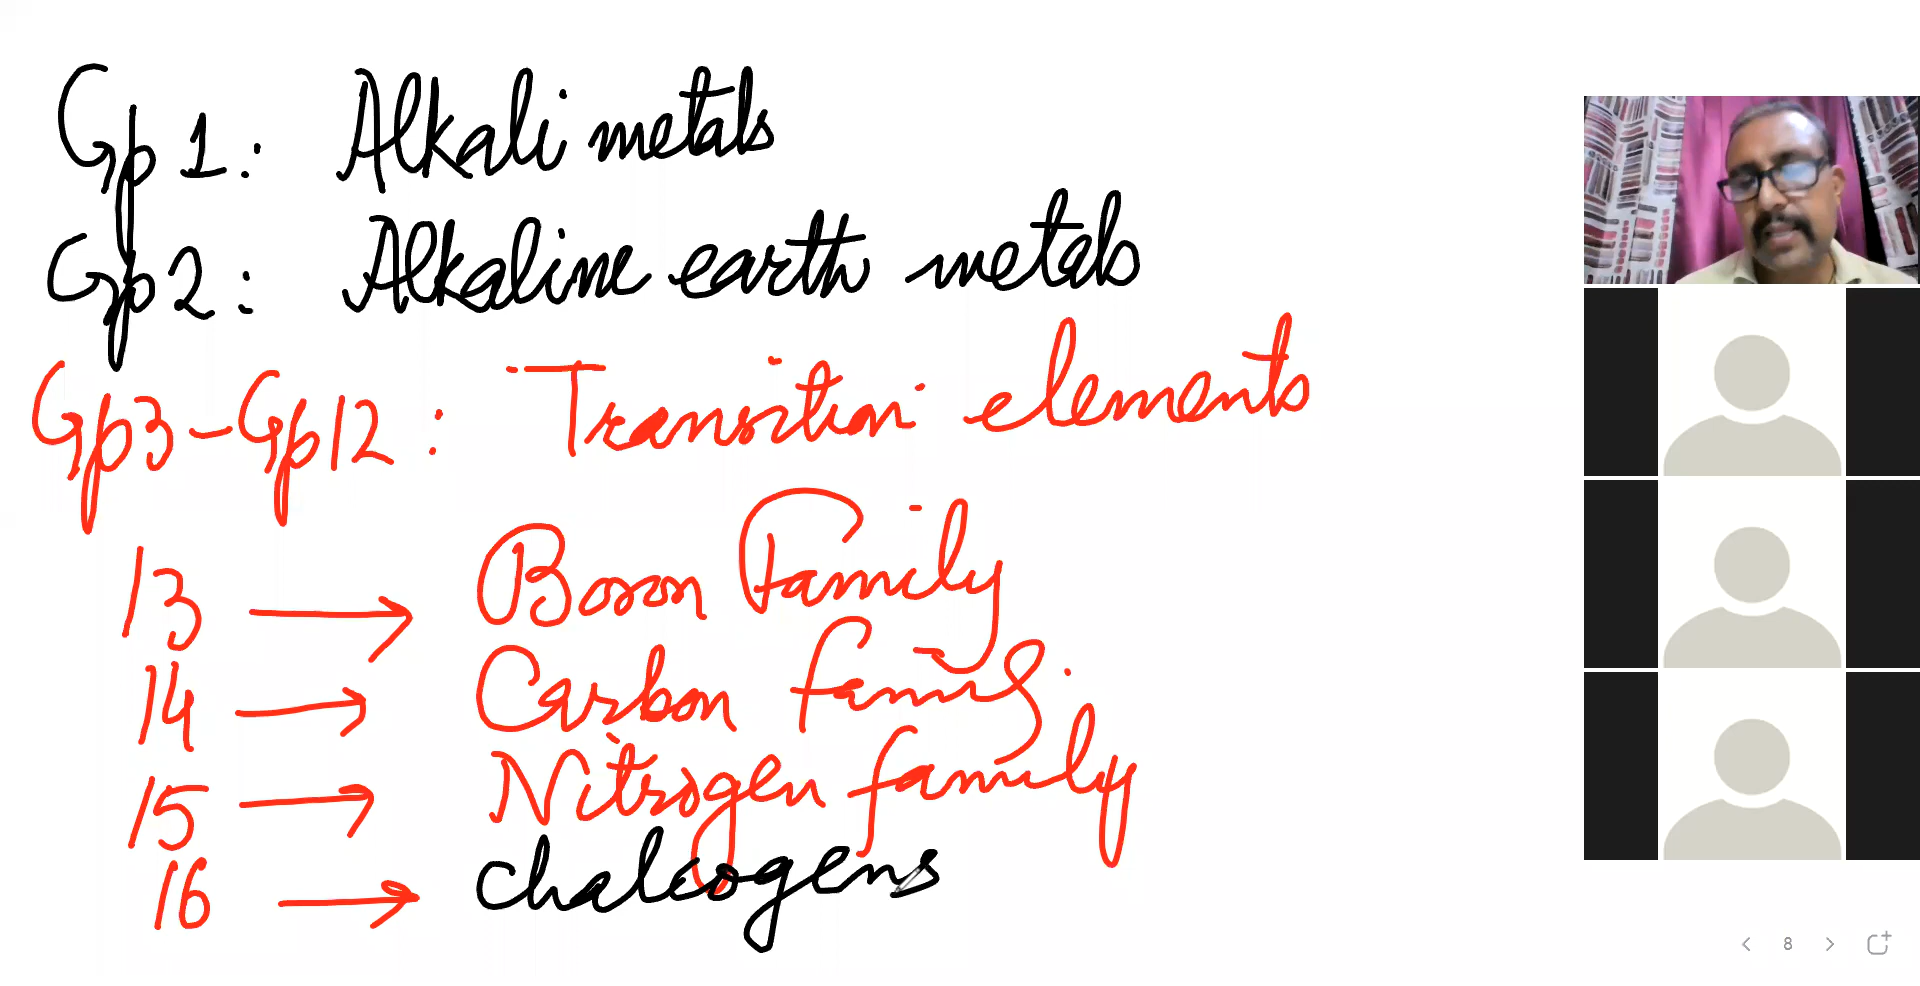 Gp 1: Alkali metals
Gp 2: Alkaline earth metals
Gp3-Gp12: Transition elements
13 → Boron Family
14 → Carbon family
15 → Nitrogen family
16 → chalcogens
8